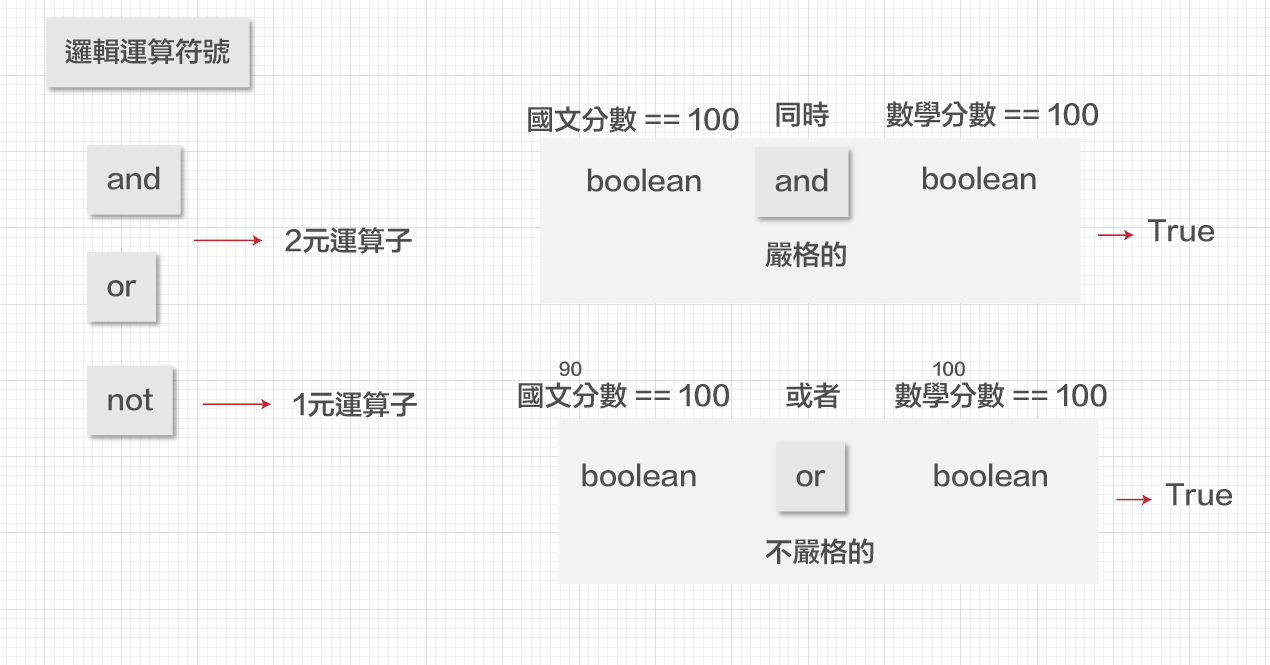 邏輯運算符號
and
or
2元運算子
not
1元運算子
國文分數 == 100 同時 數學分數 == 100
boolean and boolean
嚴格的
True
90 100
國文分數 == 100 或者 數學分數 == 100
boolean or boolean
不嚴格的
True